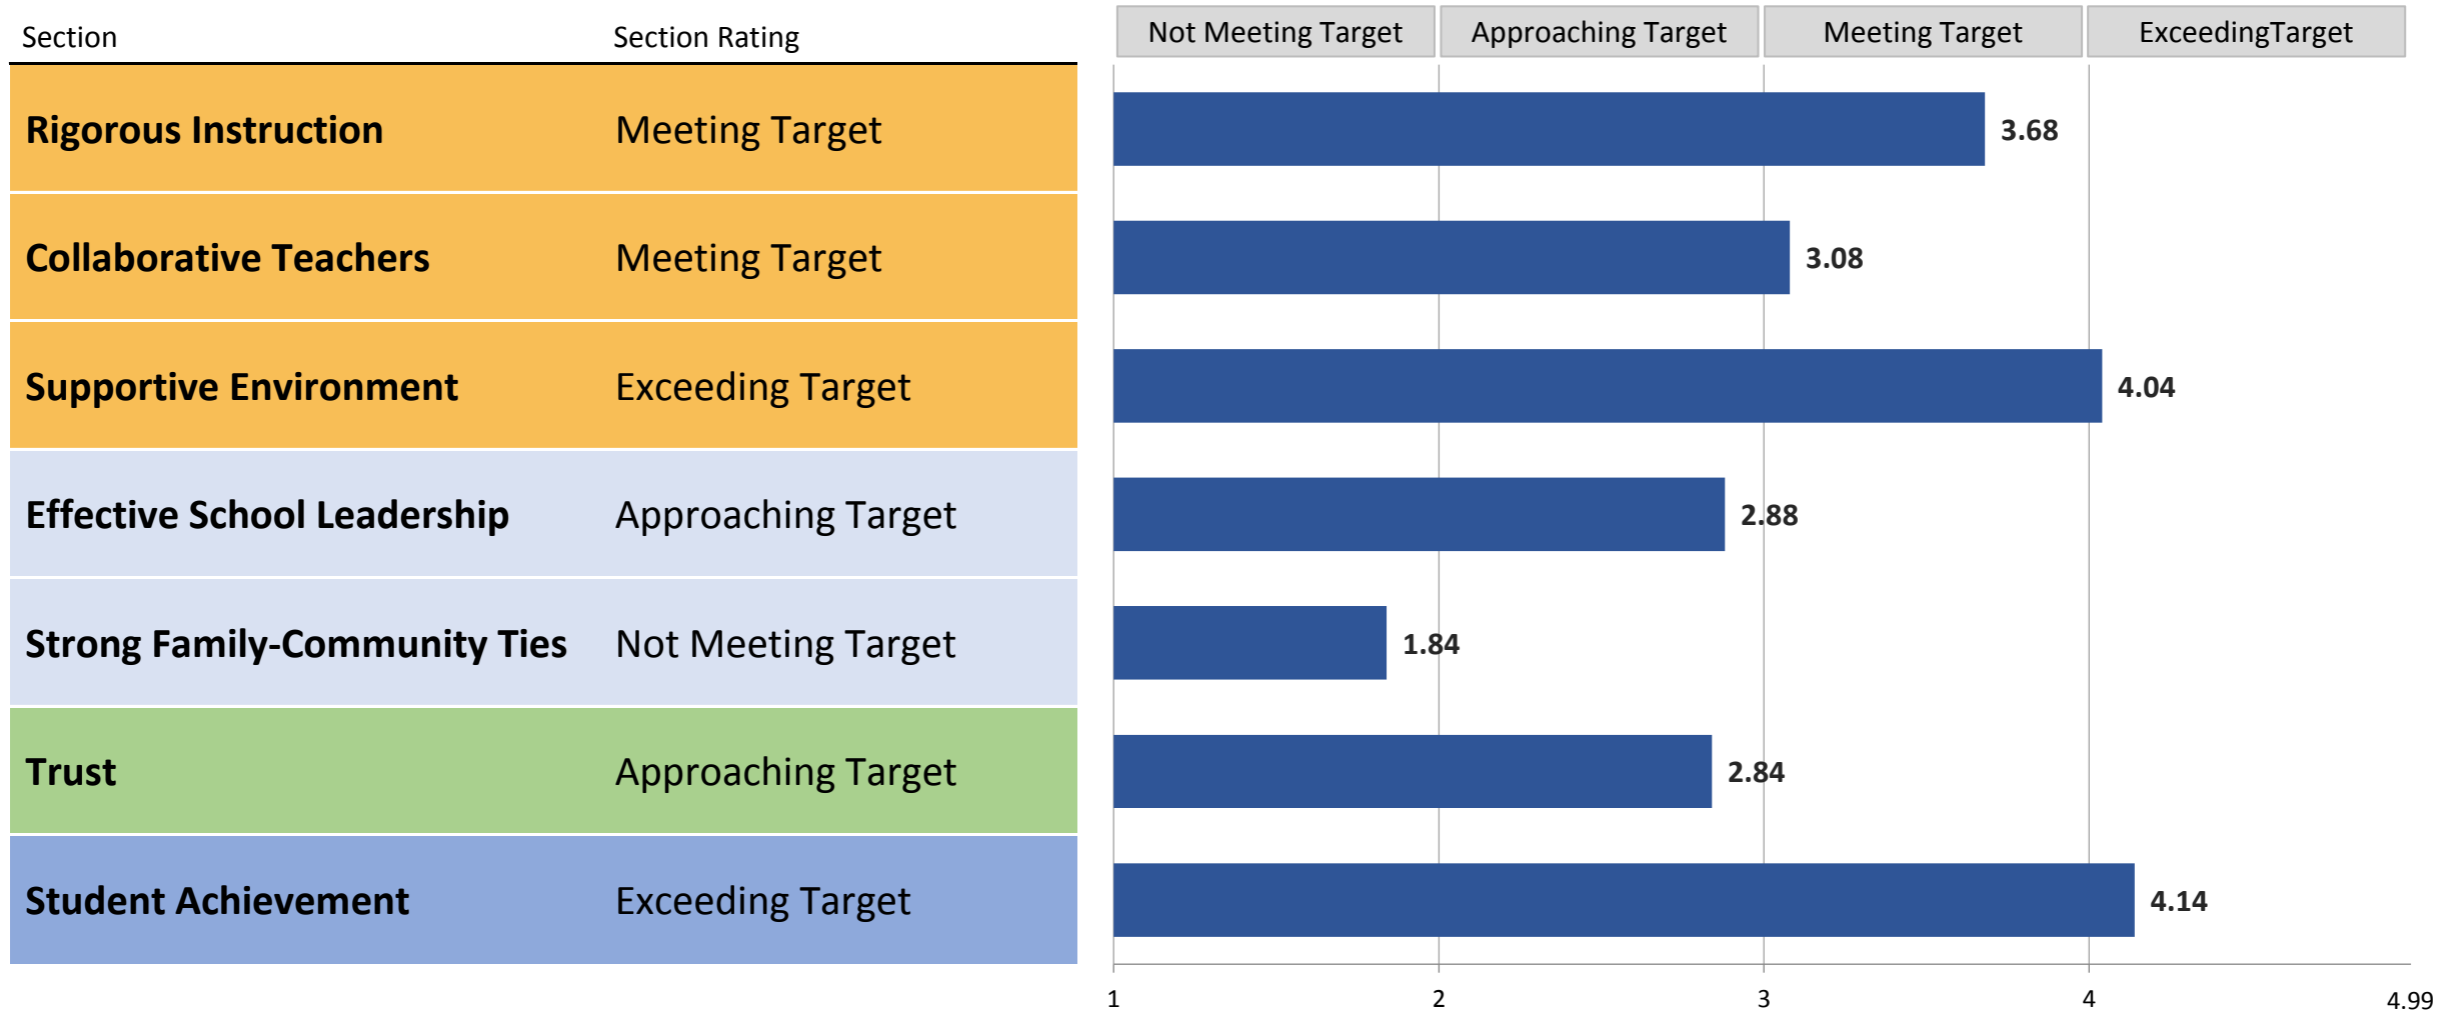 Section Section Rating Not Meeting Target Approaching Target Meeting Target ExceedingTarget
Rigorous Instruction Meeting Target 3.68
Collaborative Teachers Meeting Target 3.08
Supportive Environment Exceeding Target 4.04
Effective School Leadership Approaching Target 2.88
Strong Family-Community Ties Not Meeting Target 1.84
Trust Approaching Target 2.84
Student Achievement Exceeding Target 4.14
1 2 3 4 4.99